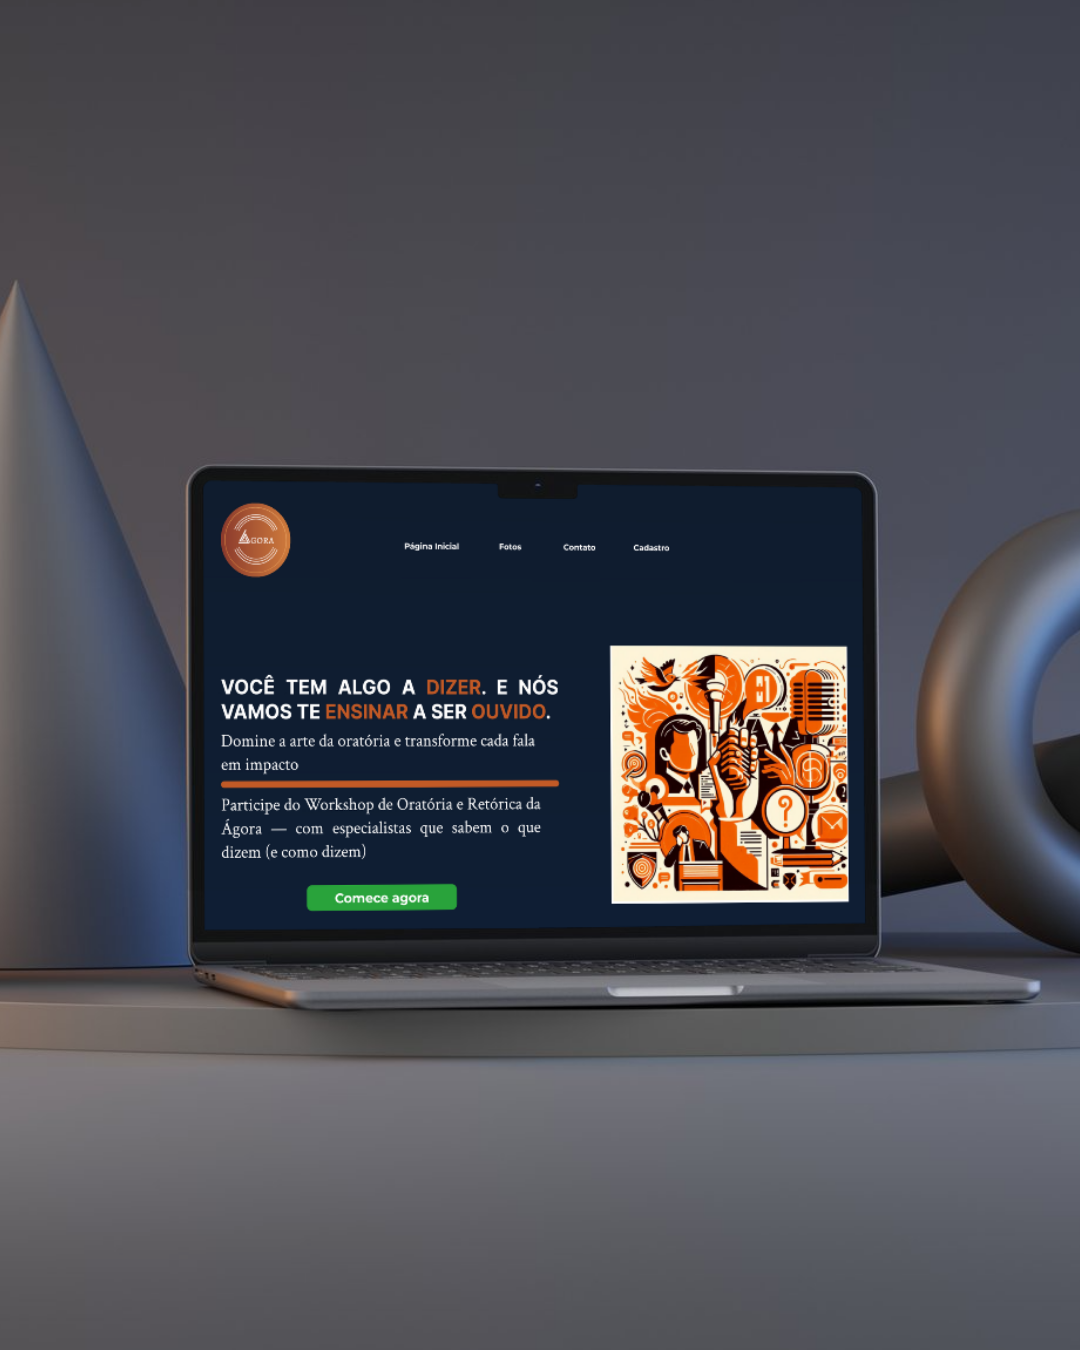 ÁGORA
Página Inicial
Fotos
Contato
Cadastro
VOCÊ TEM ALGO A DIZER. E NÓS
VAMOS TE ENSINAR A SER OUVIDO.
Domine a arte da oratória e transforme cada fala
em impacto
Participe do Workshop de Oratória e Retórica da
Ágora — com especialistas que sabem o que
dizem (e como dizem)
Comece agora